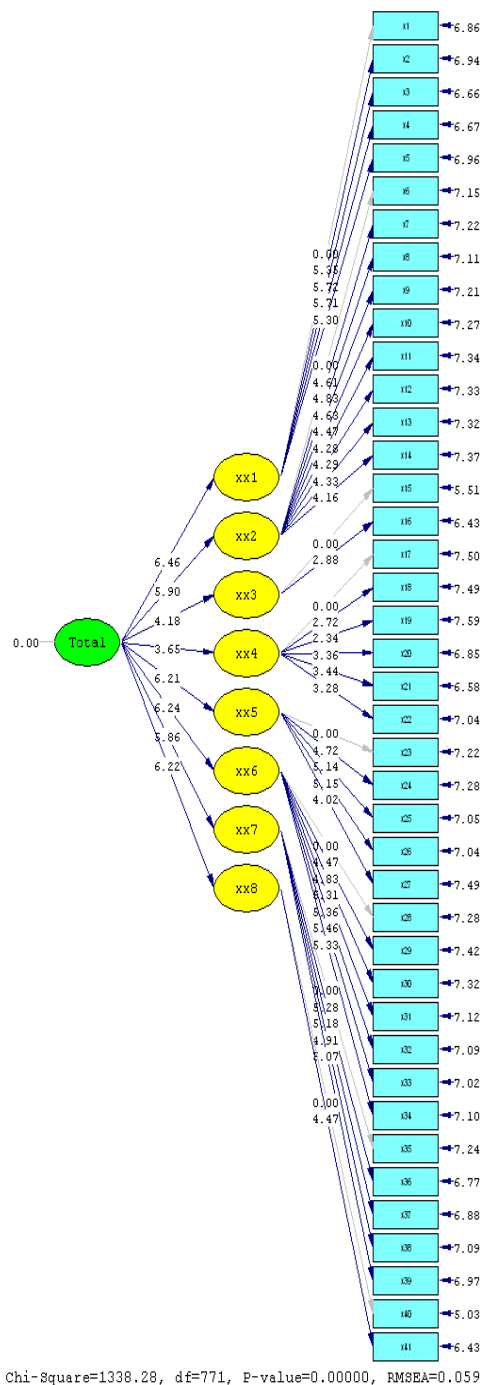 x1 6.86
x2 6.94
x3 6.66
x4 6.67
x5 6.96
x6 7.15
x7 7.22
x8 7.11
x9 7.21
x10 7.27
x11 7.34
x12 7.33
x13 7.32
x14 7.37
x15 5.51
x16 6.43
x17 7.50
x18 7.49
x19 7.59
x20 6.85
x21 6.58
x22 7.04
x23 7.22
x24 7.28
x25 7.05
x26 7.04
x27 7.49
x28 7.28
x29 7.42
x30 7.32
x31 7.12
x32 7.09
x33 7.02
x34 7.10
x35 7.24
x36 6.77
x37 6.88
x38 7.09
x39 6.97
x40 5.03
x41 6.43
0.00
5.35
5.72
5.71
5.30
0.00
4.61
4.83
4.63
4.47
4.28
4.29
4.33
4.16
0.00
2.88
0.00
2.72
2.34
3.36
3.44
3.28
0.00
4.72
5.14
5.15
4.02
0.00
4.47
4.83
5.36
5.46
5.33
0.00
5.28
5.18
4.91
0.00
4.47
xx1
xx2
xx3
xx4
xx5
xx6
xx7
xx8
6.46
5.90
4.18
3.65
6.21
6.24
5.86
6.22
0.00 Total
Chi-Square=1338.28, df=771, P-value=0.00000, RMSEA=0.059